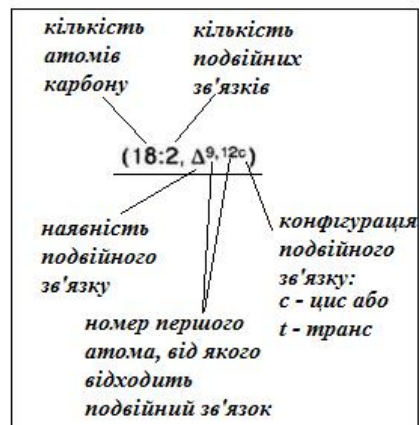 кількість
атомів
карбону
кількість
подвійних
зв'язків
(18:2, Δ9,12c)
наявність
подвійного
зв'язку
конфігурація
подвійного
зв'язку:
c - цис або
t - транс
номер першого
атома, від якого
відходить
подвійний зв'язок